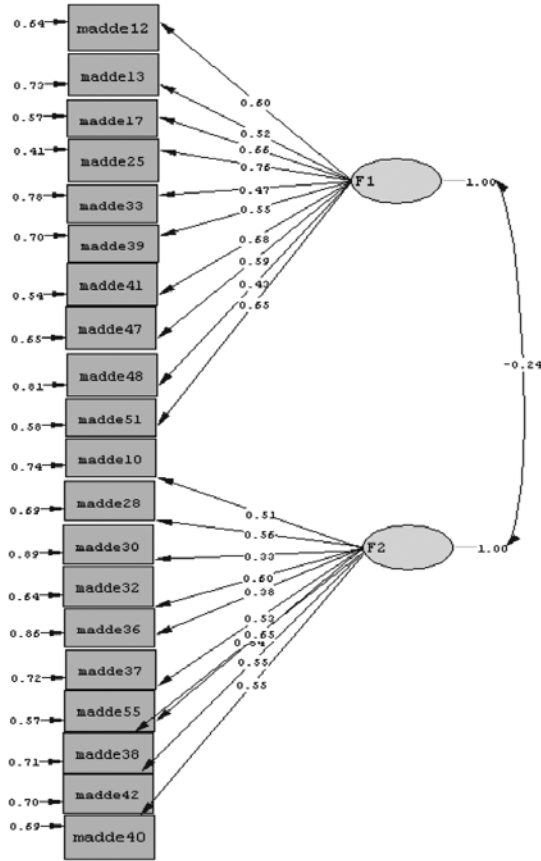 0.64 madde12
0.73 madde13
0.57 madde17
0.41 madde25
0.78 madde33
0.70 madde39
0.54 madde41
0.65 madde47
0.81 madde48
0.58 madde51
0.74 madde10
0.69 madde28
0.89 madde30
0.64 madde32
0.86 madde36
0.72 madde37
0.57 madde55
0.71 madde38
0.70 madde42
0.69 madde40
0.60
0.52
0.66
0.76
0.47
0.55
0.68
0.59
0.43
0.65
F1 1.00
-0.24
0.51
0.56
0.33
0.60
0.38
0.53
0.65
0.55
0.55
F2 1.00